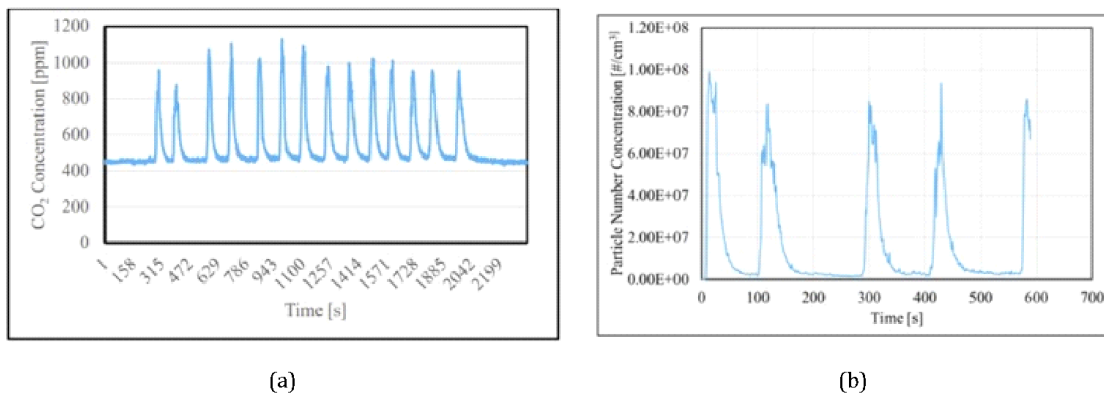 1200
1000
800
600
400
200
0
CO₂ Concentration [ppm]
1
158
315
472
629
786
943
1100
1257
1414
1571
1728
1885
2042
2199
Time [s]
(a)
1.20E+08
1.00E+08
8.00E+07
6.00E+07
4.00E+07
2.00E+07
0.00E+00
Particle Number Concentration [#/cm³]
0 100 200 300 400 500 600 700
Time [s]
(b)